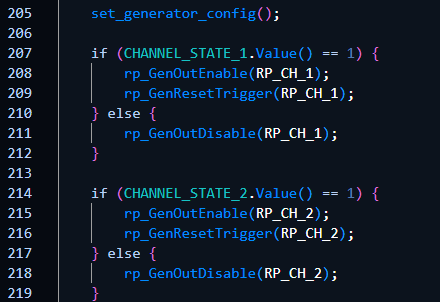 205 set_generator_config();
206
207 if (CHANNEL_STATE_1.Value() == 1) {
208 rp_GenOutEnable(RP_CH_1);
209 rp_GenResetTrigger(RP_CH_1);
210 } else {
211 rp_GenOutDisable(RP_CH_1);
212 }
213
214 if (CHANNEL_STATE_2.Value() == 1) {
215 rp_GenOutEnable(RP_CH_2);
216 rp_GenResetTrigger(RP_CH_2);
217 } else {
218 rp_GenOutDisable(RP_CH_2);
219 }